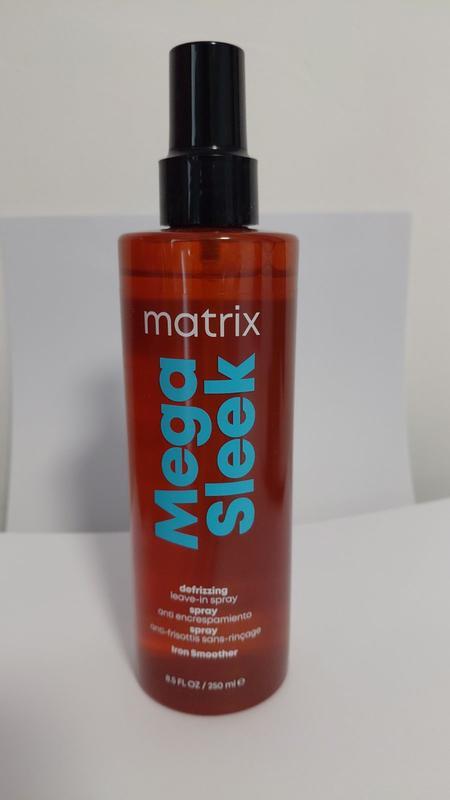 matrix
Mega
Sleek
defrizzing
leave-in spray
spray
anti encrespamiento
spray
anti-frisottis sans-rinçage
Iron Smoother
8.5 FL OZ / 250 ml ℮